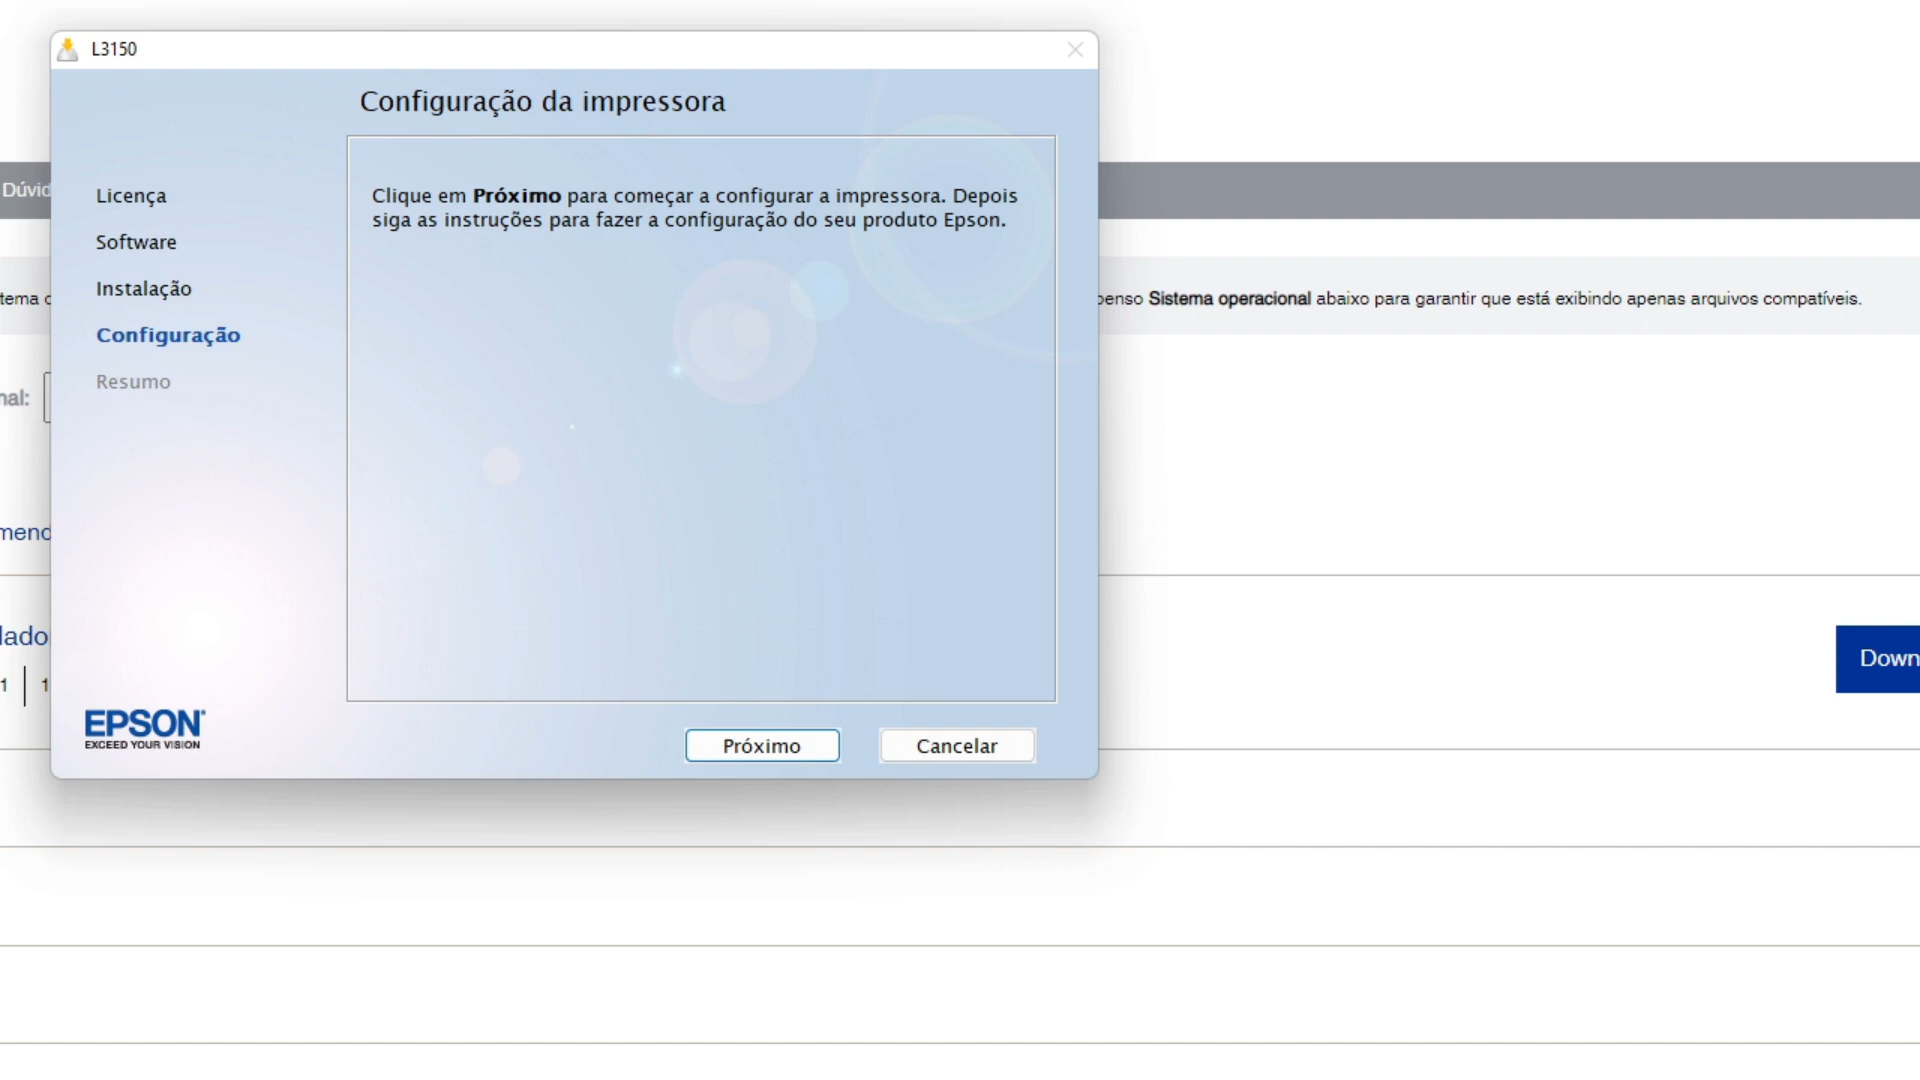 L3150
Configuração da impressora
Licença
Software
Instalação
Configuração
Resumo
Clique em Próximo para começar a configurar a impressora. Depois
siga as instruções para fazer a configuração do seu produto Epson.
EPSON
EXCEED YOUR VISION
Próximo
Cancelar
Sistema operacional abaixo para garantir que está exibindo apenas arquivos compatíveis.